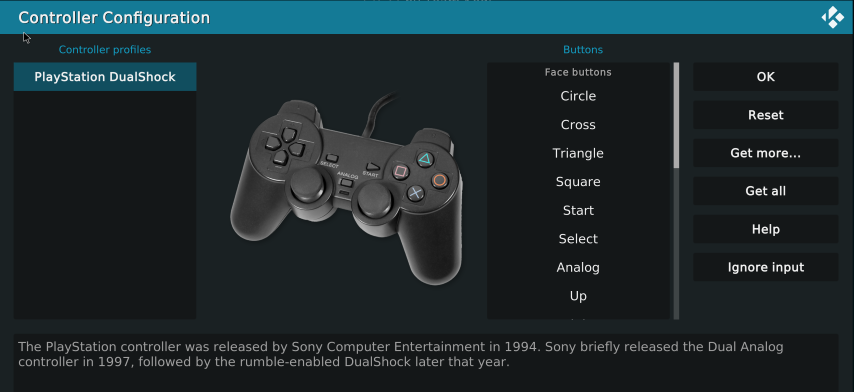 Controller Configuration
Controller profiles
PlayStation DualShock
SELECT
START
ANALOG
Buttons
Face buttons
Circle
Cross
Triangle
Square
Start
Select
Analog
Up
OK
Reset
Get more...
Get all
Help
Ignore input
The PlayStation controller was released by Sony Computer Entertainment in 1994. Sony briefly released the Dual Analog
controller in 1997, followed by the rumble-enabled DualShock later that year.